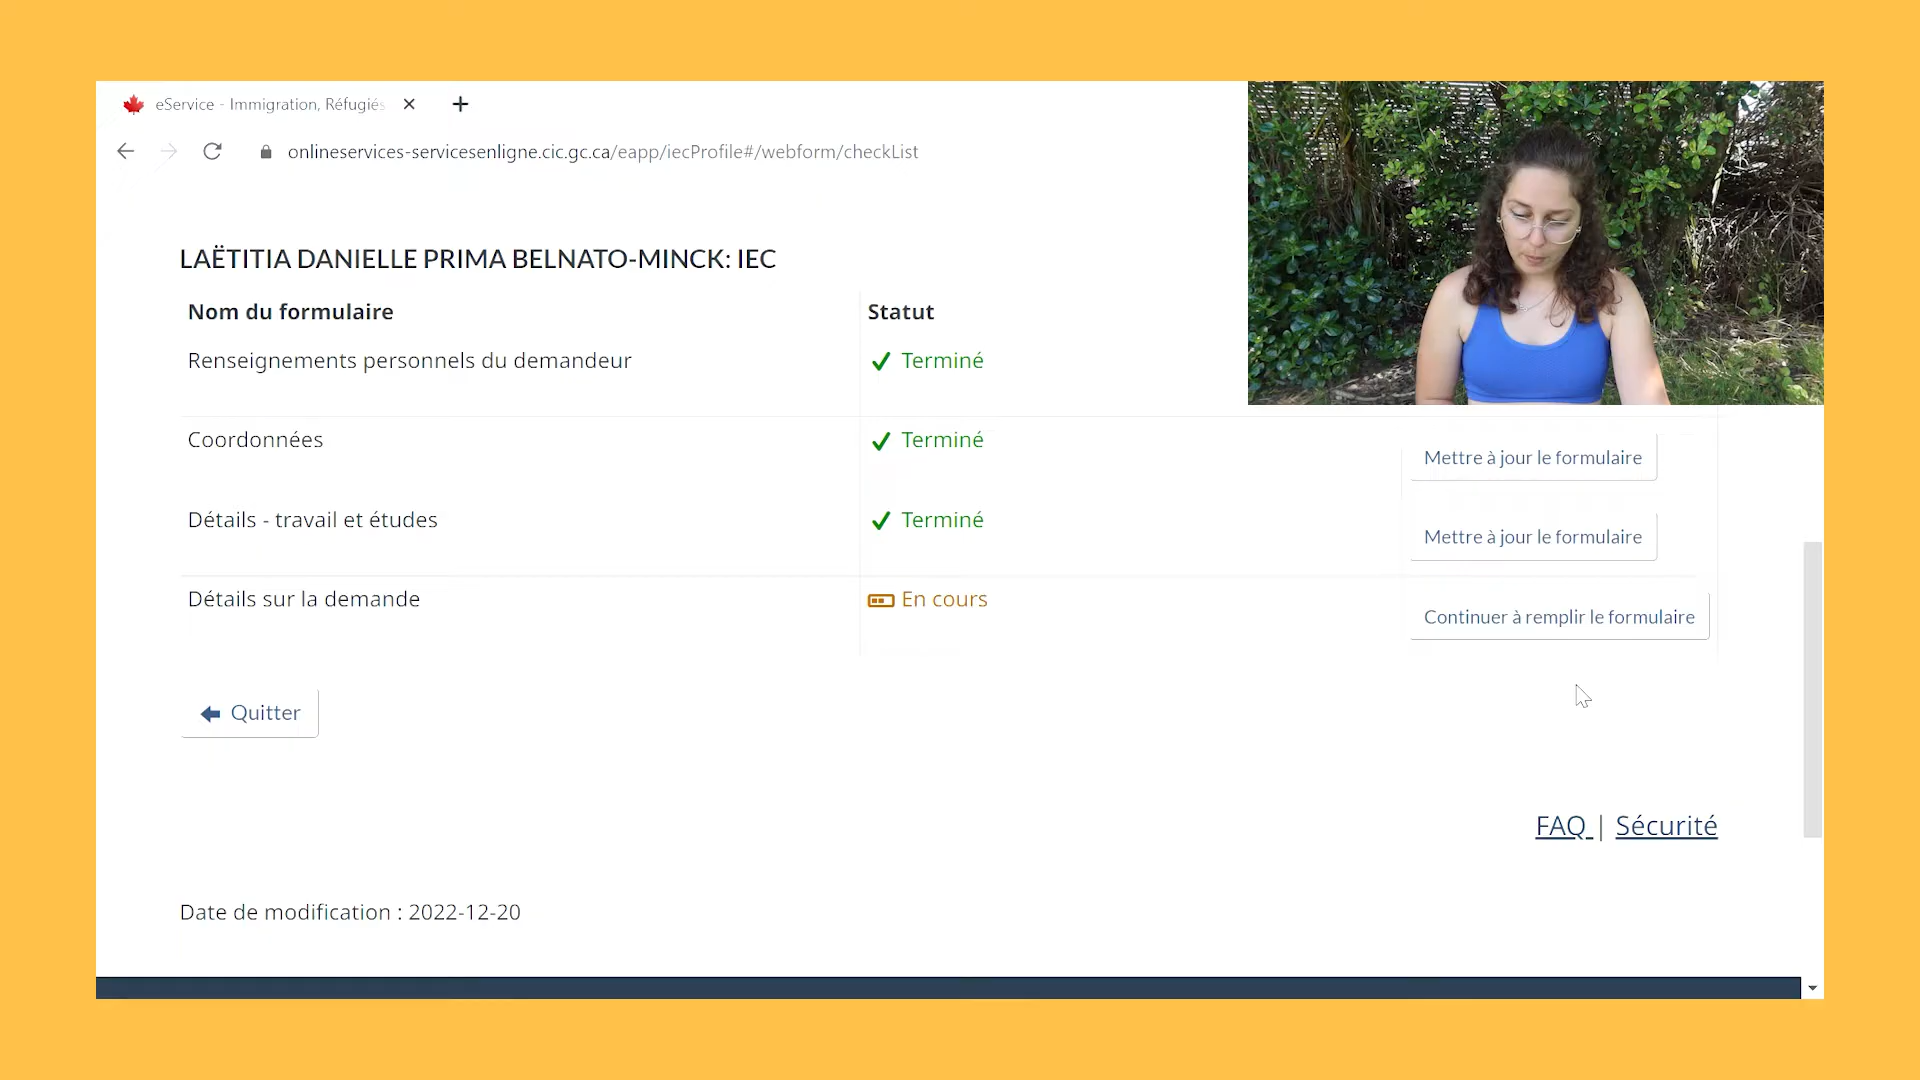 eService - Immigration, Réfugiés
onlineservices-servicesenligne.cic.gc.ca/eapp/iecProfile#/webform/checkList
LAËTITIA DANIELLE PRIMA BELNATO-MINCK: IEC
Nom du formulaire Statut
Renseignements personnels du demandeur Terminé
Coordonnées Terminé Mettre à jour le formulaire
Détails - travail et études Terminé Mettre à jour le formulaire
Détails sur la demande En cours Continuer à remplir le formulaire
Quitter
FAQ | Sécurité
Date de modification : 2022-12-20